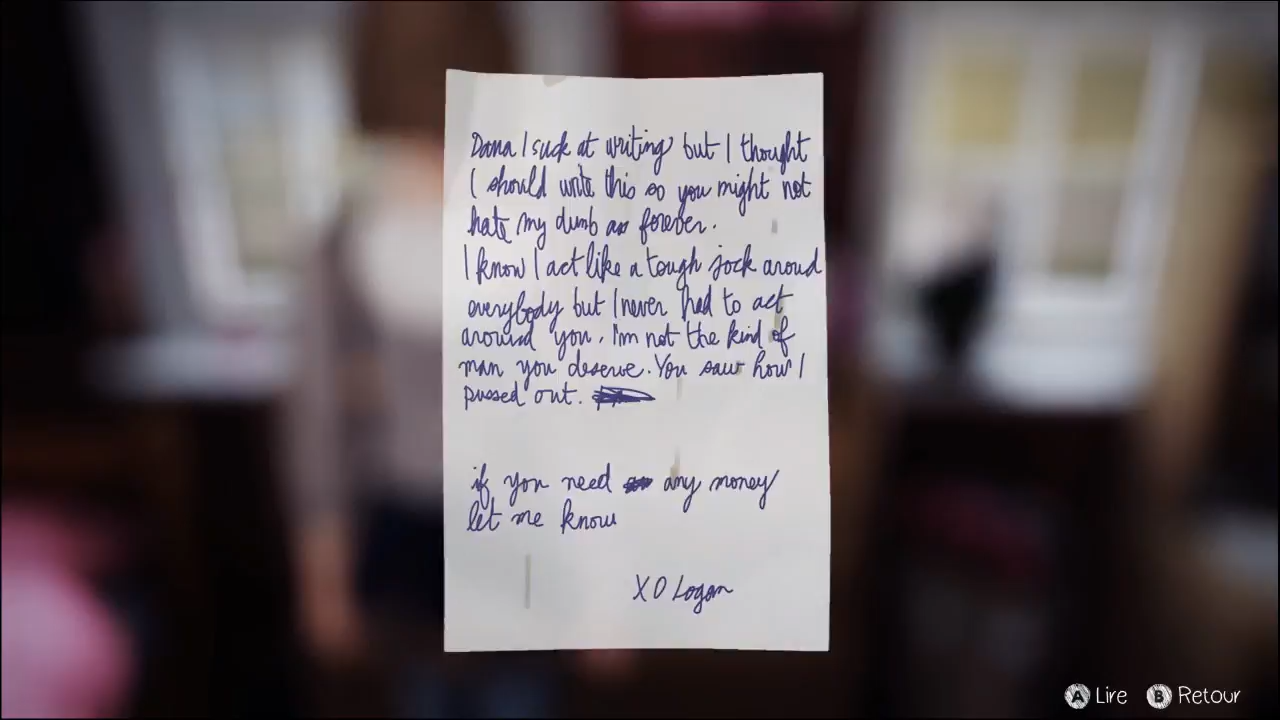 Dana I suck at writing but I thought
I should write this so you might not
hate my dumb ass forever.
I know I act like a tough jock aroud
everybody but I never had to act
around you. I'm not the kind of
man you deserve. You saw how I
pussed out.
if you need any money
let me know
XO Logan
A Lire B Retour